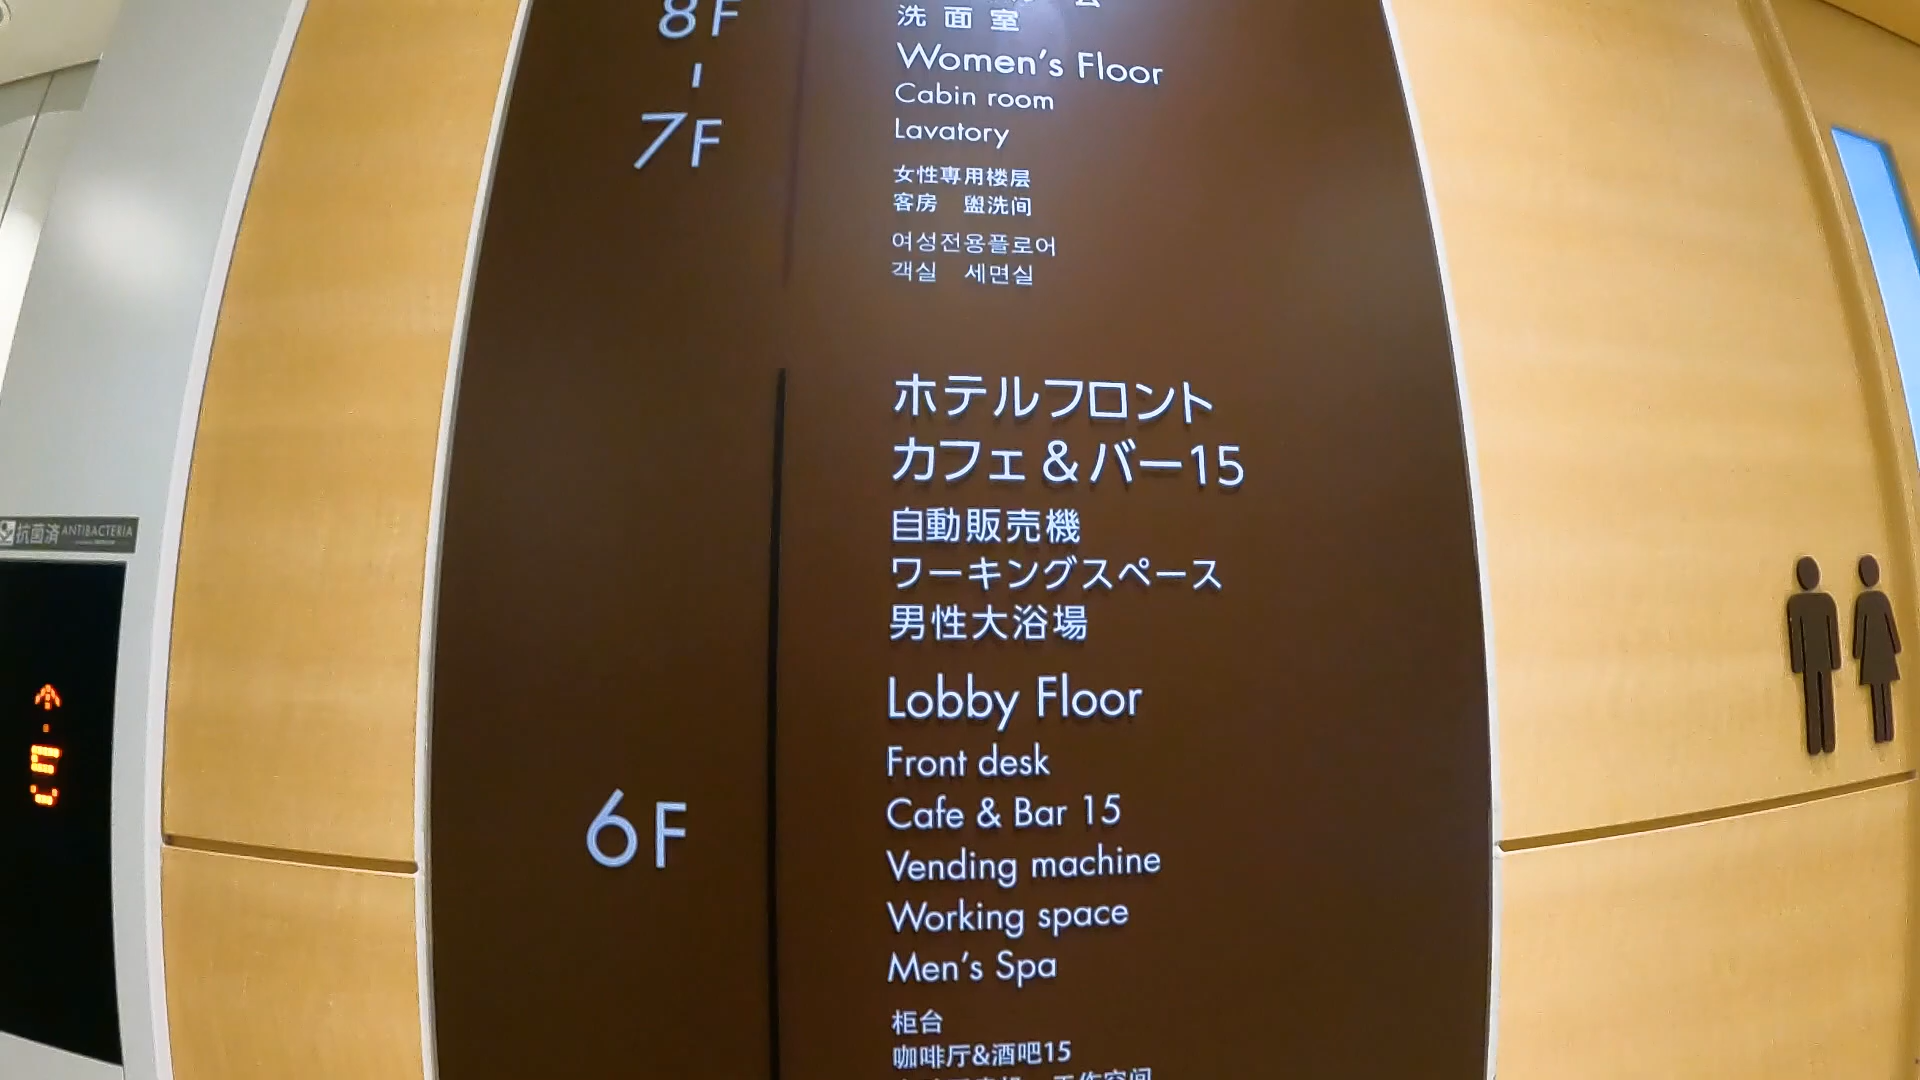 8F
7F
洗面室
Women's Floor
Cabin room
Lavatory
女性専用楼层
客房 盥洗间
여성전용플로어
객실 세면실
6F
ホテルフロント
カフェ&バー15
自動販売機
ワーキングスペース
男性大浴場
Lobby Floor
Front desk
Cafe & Bar 15
Vending machine
Working space
Men's Spa
柜台
咖啡厅&酒吧15
工作空间
抗菌済 ANTIBACTERIA